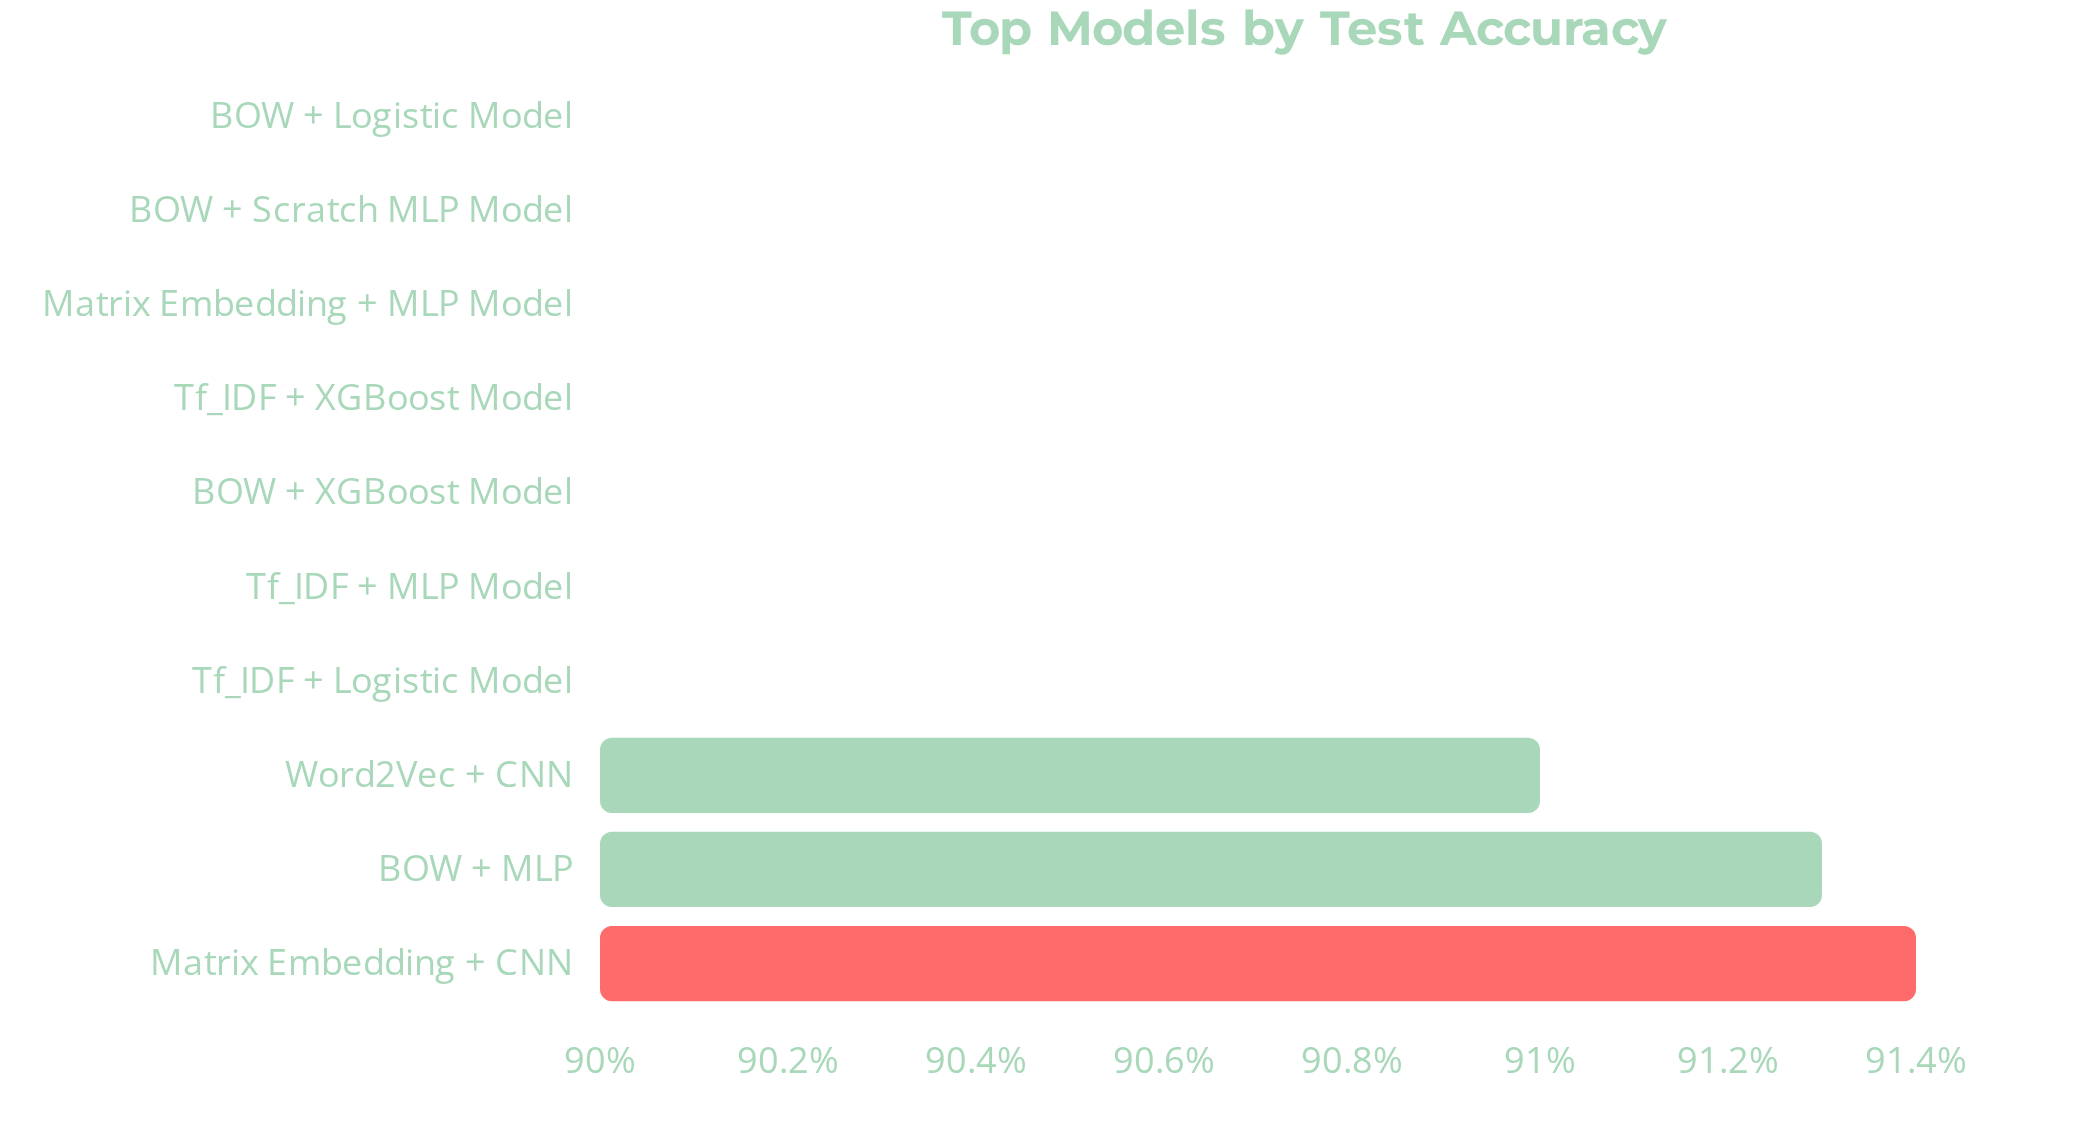 Top Models by Test Accuracy
BOW + Logistic Model
BOW + Scratch MLP Model
Matrix Embedding + MLP Model
Tf_IDF + XGBoost Model
BOW + XGBoost Model
Tf_IDF + MLP Model
Tf_IDF + Logistic Model
Word2Vec + CNN
BOW + MLP
Matrix Embedding + CNN
90% 90.2% 90.4% 90.6% 90.8% 91% 91.2% 91.4%